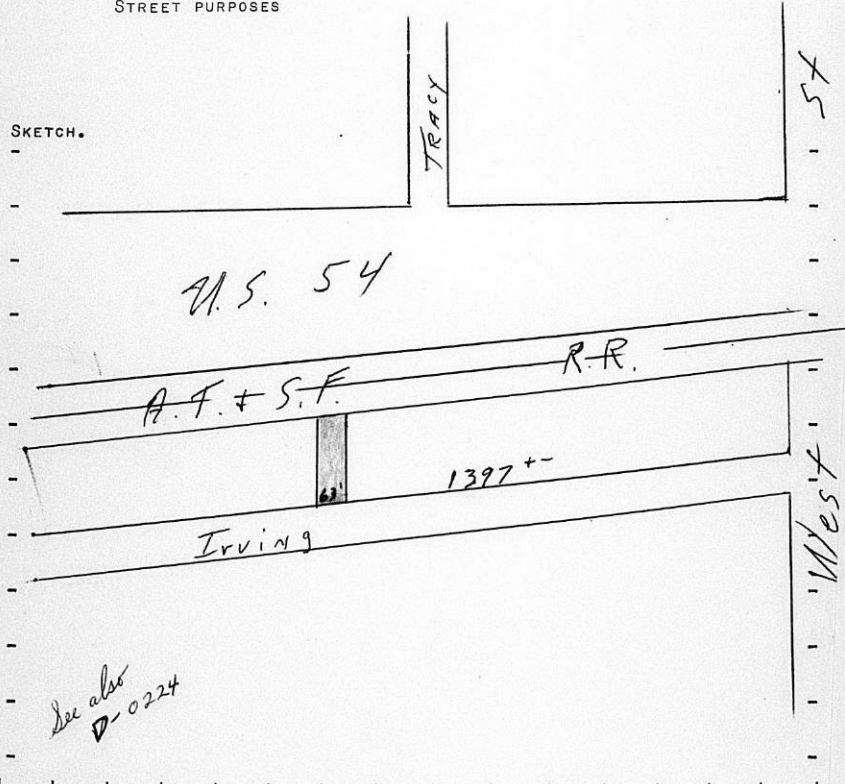 STREET PURPOSES
SKETCH.
TRACY
St
U.S. 54
A.T. & S.F. R.R.
63'
1397 +-
Irving
West
See also
D-0224